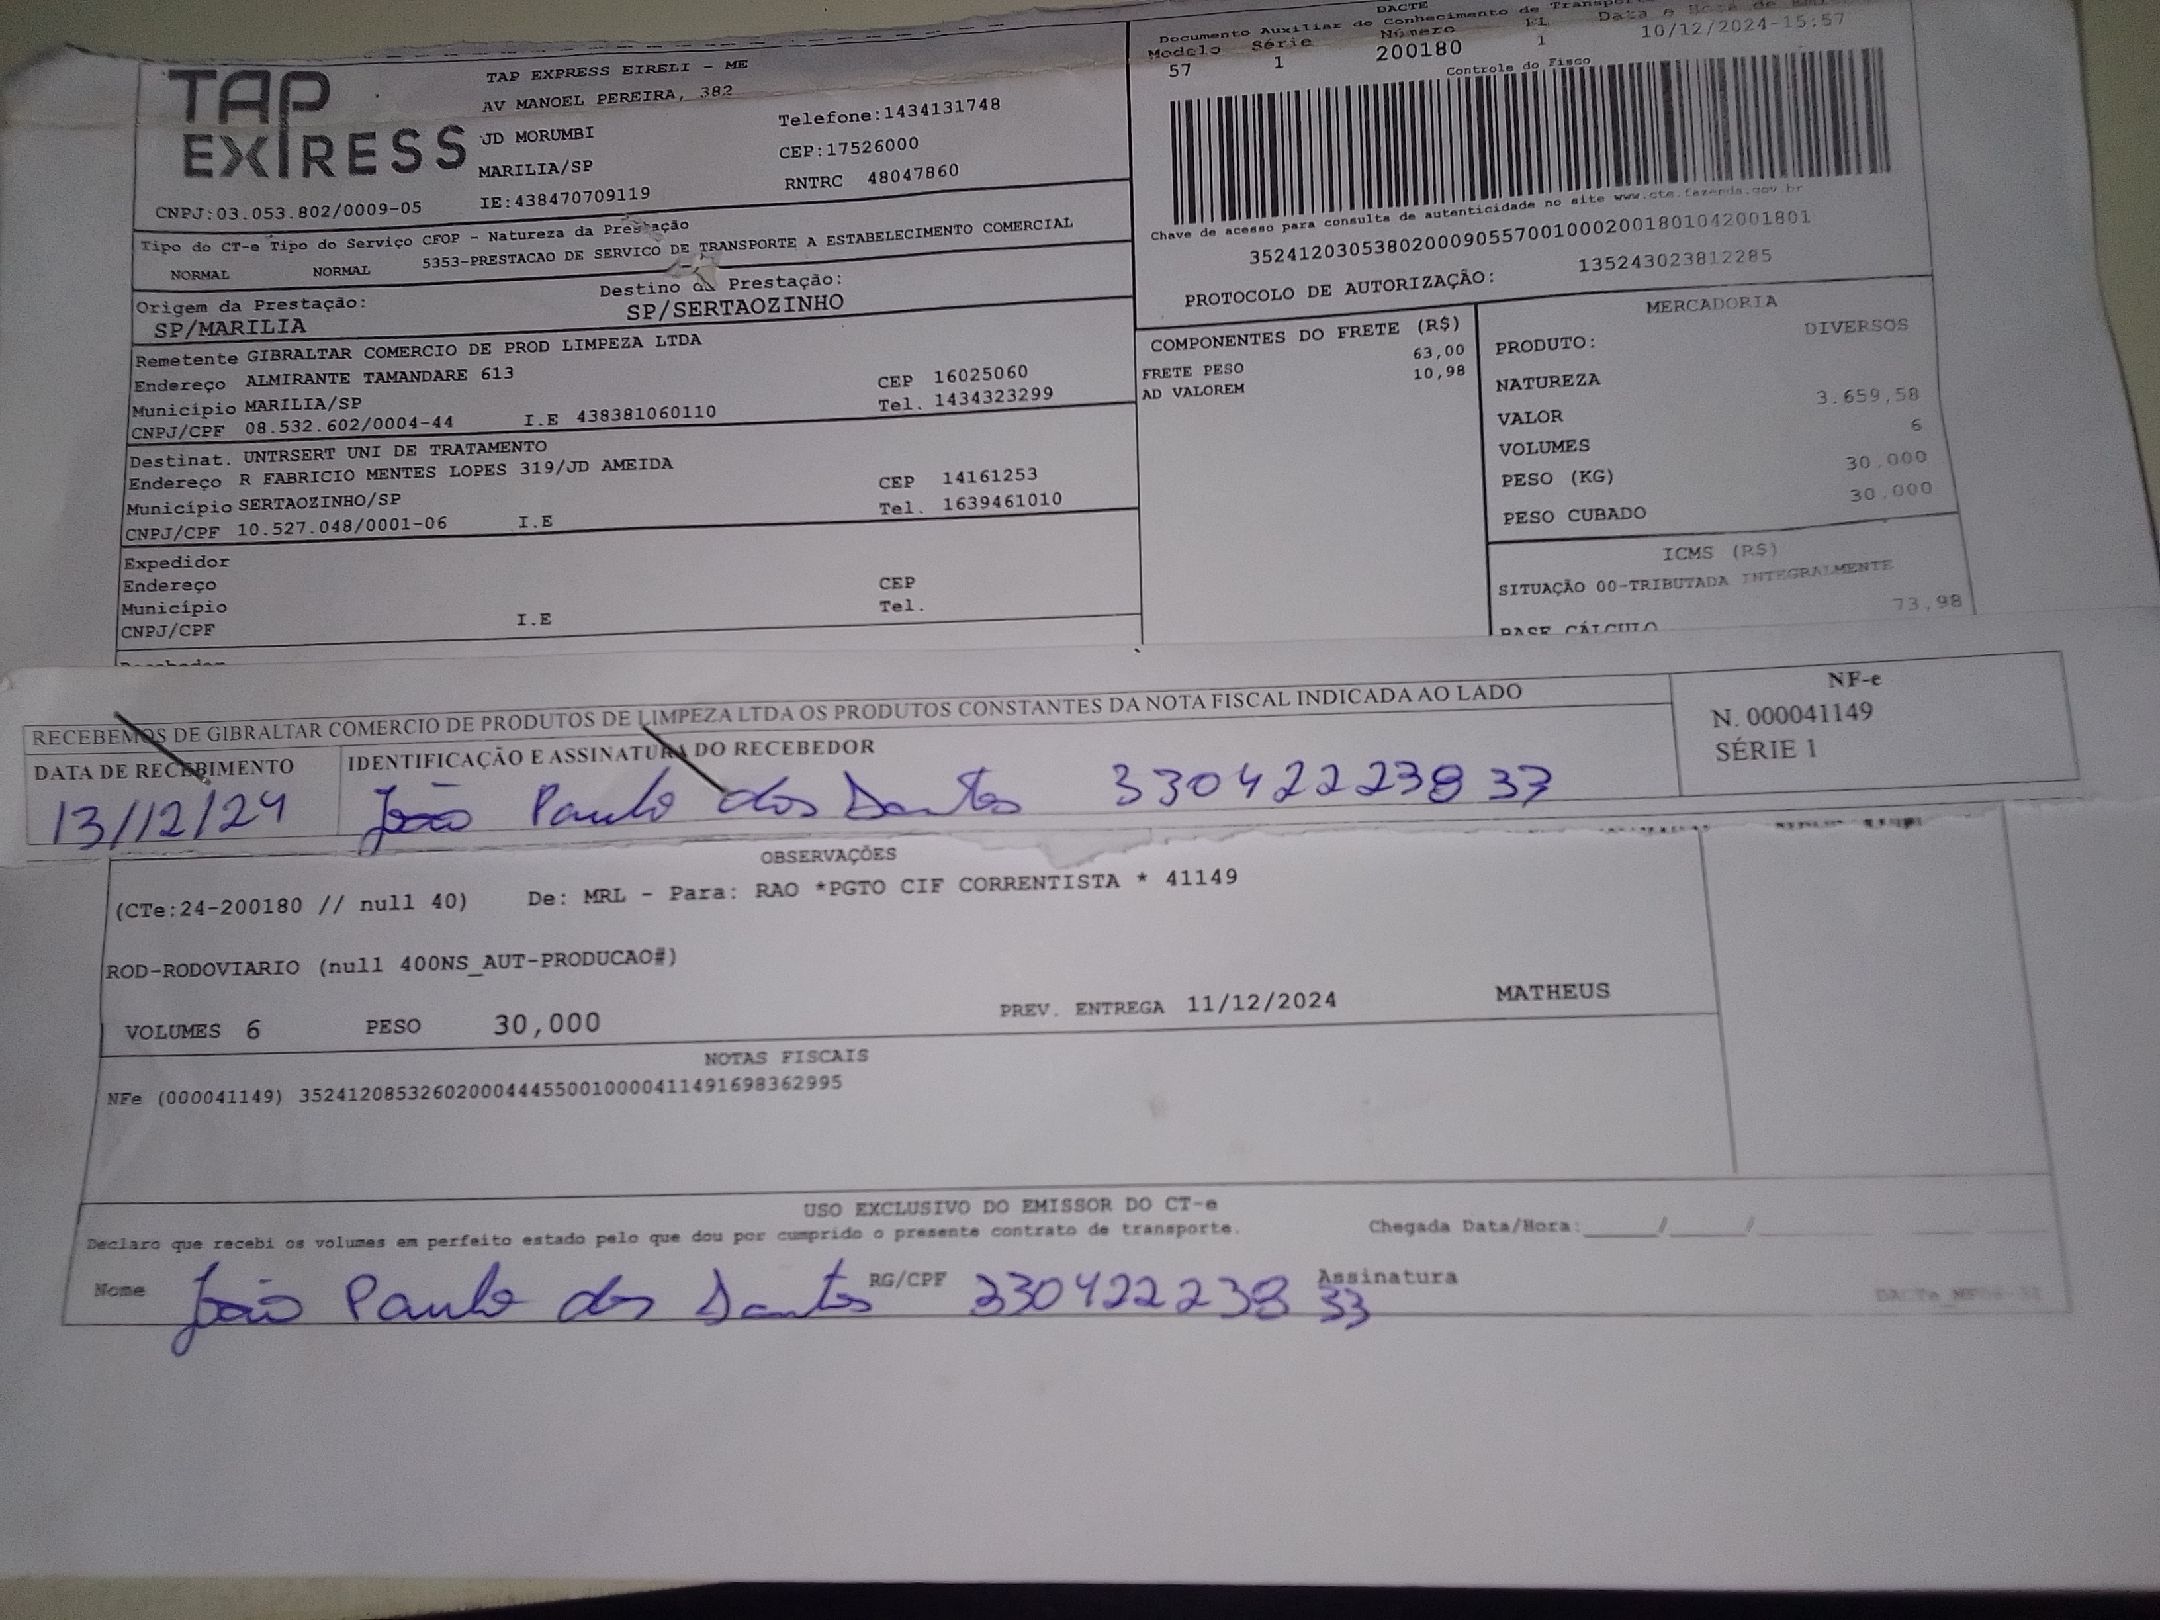 DACTE
Documento Auxiliar do Conhecimento de
Modelo Série Número
57 1 200180 1 10/12/2024-15:57
Controle do Fisco
TAP EXPRESS
TAP EXPRESS EIRELI - ME
AV MANOEL PEREIRA, 382
JD MORUMBI Telefone:1434131748
MARILIA/SP CEP:17526000
CNPJ:03.053.802/0009-05 IE:438470709119 RNTRC 48047860
Chave de acesso para consulta de autenticidade no site www.cte.fazenda.gov.br
35241203053802000905570010002001801042001801
PROTOCOLO DE AUTORIZAÇÃO: 135243023812285
Tipo do CT-e Tipo do Serviço CFOP - Natureza da Prestação
NORMAL NORMAL 5353-PRESTACAO DE SERVICO DE TRANSPORTE A ESTABELECIMENTO COMERCIAL
Origem da Prestação: Destino da Prestação:
SP/MARILIA SP/SERTAOZINHO
Remetente GIBRALTAR COMERCIO DE PROD LIMPEZA LTDA
Endereço ALMIRANTE TAMANDARE 613 CEP 16025060
Município MARILIA/SP Tel. 1434323299
CNPJ/CPF 08.532.602/0004-44 I.E 438381060110
Destinat. UNTRSERT UNI DE TRATAMENTO
Endereço R FABRICIO MENTES LOPES 319/JD AMEIDA CEP 14161253
Município SERTAOZINHO/SP Tel. 1639461010
CNPJ/CPF 10.527.048/0001-06 I.E
Expedidor
Endereço CEP
Município Tel.
CNPJ/CPF I.E
COMPONENTES DO FRETE (R$)
FRETE PESO 63,00
AD VALOREM 10,98
MERCADORIA
PRODUTO: DIVERSOS
NATUREZA
VALOR 3.659,58
VOLUMES 6
PESO (KG) 30.000
PESO CUBADO 30.000
ICMS (R$)
SITUAÇÃO 00-TRIBUTADA INTEGRALMENTE
BASE CÁLCULO 73,98
RECEBEMOS DE GIBRALTAR COMERCIO DE PRODUTOS DE LIMPEZA LTDA OS PRODUTOS CONSTANTES DA NOTA FISCAL INDICADA AO LADO
NF-e
N. 000041149
SÉRIE 1
DATA DE RECEBIMENTO IDENTIFICAÇÃO E ASSINATURA DO RECEBEDOR
13/12/24 João Paulo dos Santos 330422238 33
OBSERVAÇÕES
(CTe:24-200180 // null 40) De: MRL - Para: RAO *PGTO CIF CORRENTISTA * 41149
ROD-RODOVIARIO (null 400NS_AUT-PRODUCAO#)
VOLUMES 6 PESO 30,000 PREV. ENTREGA 11/12/2024 MATHEUS
NOTAS FISCAIS
NFe (000041149) 35241208532602000444550010000411491698362995
USO EXCLUSIVO DO EMISSOR DO CT-e
Declaro que recebi os volumes em perfeito estado pelo que dou por cumprido o presente contrato de transporte. Chegada Data/Hora:____/____/____
Nome João Paulo dos Santos RG/CPF 330422238 33 Assinatura